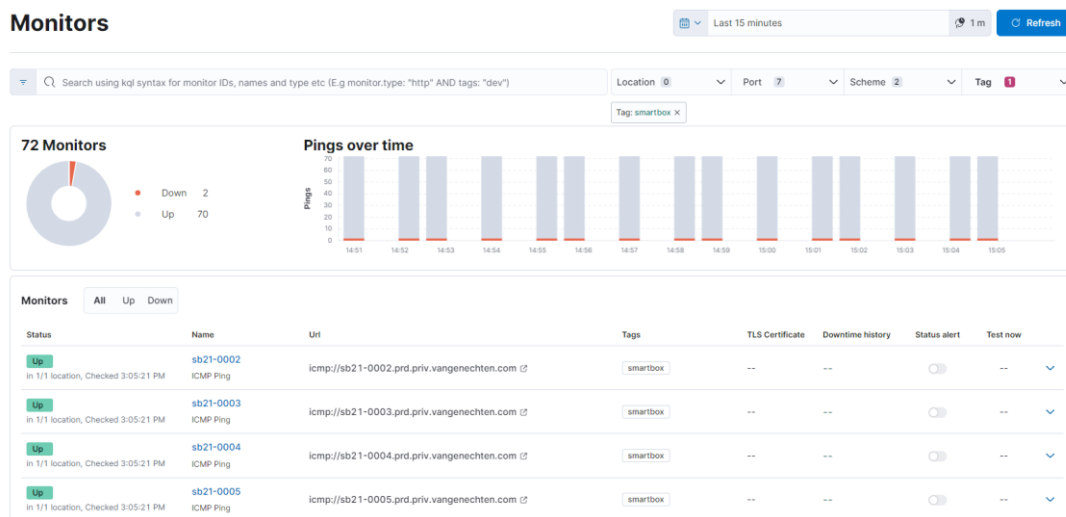 Monitors
Last 15 minutes
1 m
Refresh
Search using kql syntax for monitor IDs, names and type etc (E.g monitor.type: "http" AND tags: "dev")
Location 0
Port 7
Scheme 2
Tag 1
Tag: smartbox ×
72 Monitors
Down 2
Up 70
Pings over time
Pings
70
60
50
40
30
20
10
0
14:51 14:52 14:53 14:54 14:55 14:56 14:57 14:58 14:59 15:00 15:01 15:02 15:03 15:04 15:05
Monitors All Up Down
Status Name Url Tags TLS Certificate Downtime history Status alert Test now
Up sb21-0002 icmp://sb21-0002.prd.priv.vangenechten.com smartbox -- -- --
in 1/1 location, Checked 3:05:21 PM ICMP Ping
Up sb21-0003 icmp://sb21-0003.prd.priv.vangenechten.com smartbox -- -- --
in 1/1 location, Checked 3:05:21 PM ICMP Ping
Up sb21-0004 icmp://sb21-0004.prd.priv.vangenechten.com smartbox -- -- --
in 1/1 location, Checked 3:05:21 PM ICMP Ping
Up sb21-0005 icmp://sb21-0005.prd.priv.vangenechten.com smartbox -- -- --
in 1/1 location, Checked 3:05:21 PM ICMP Ping